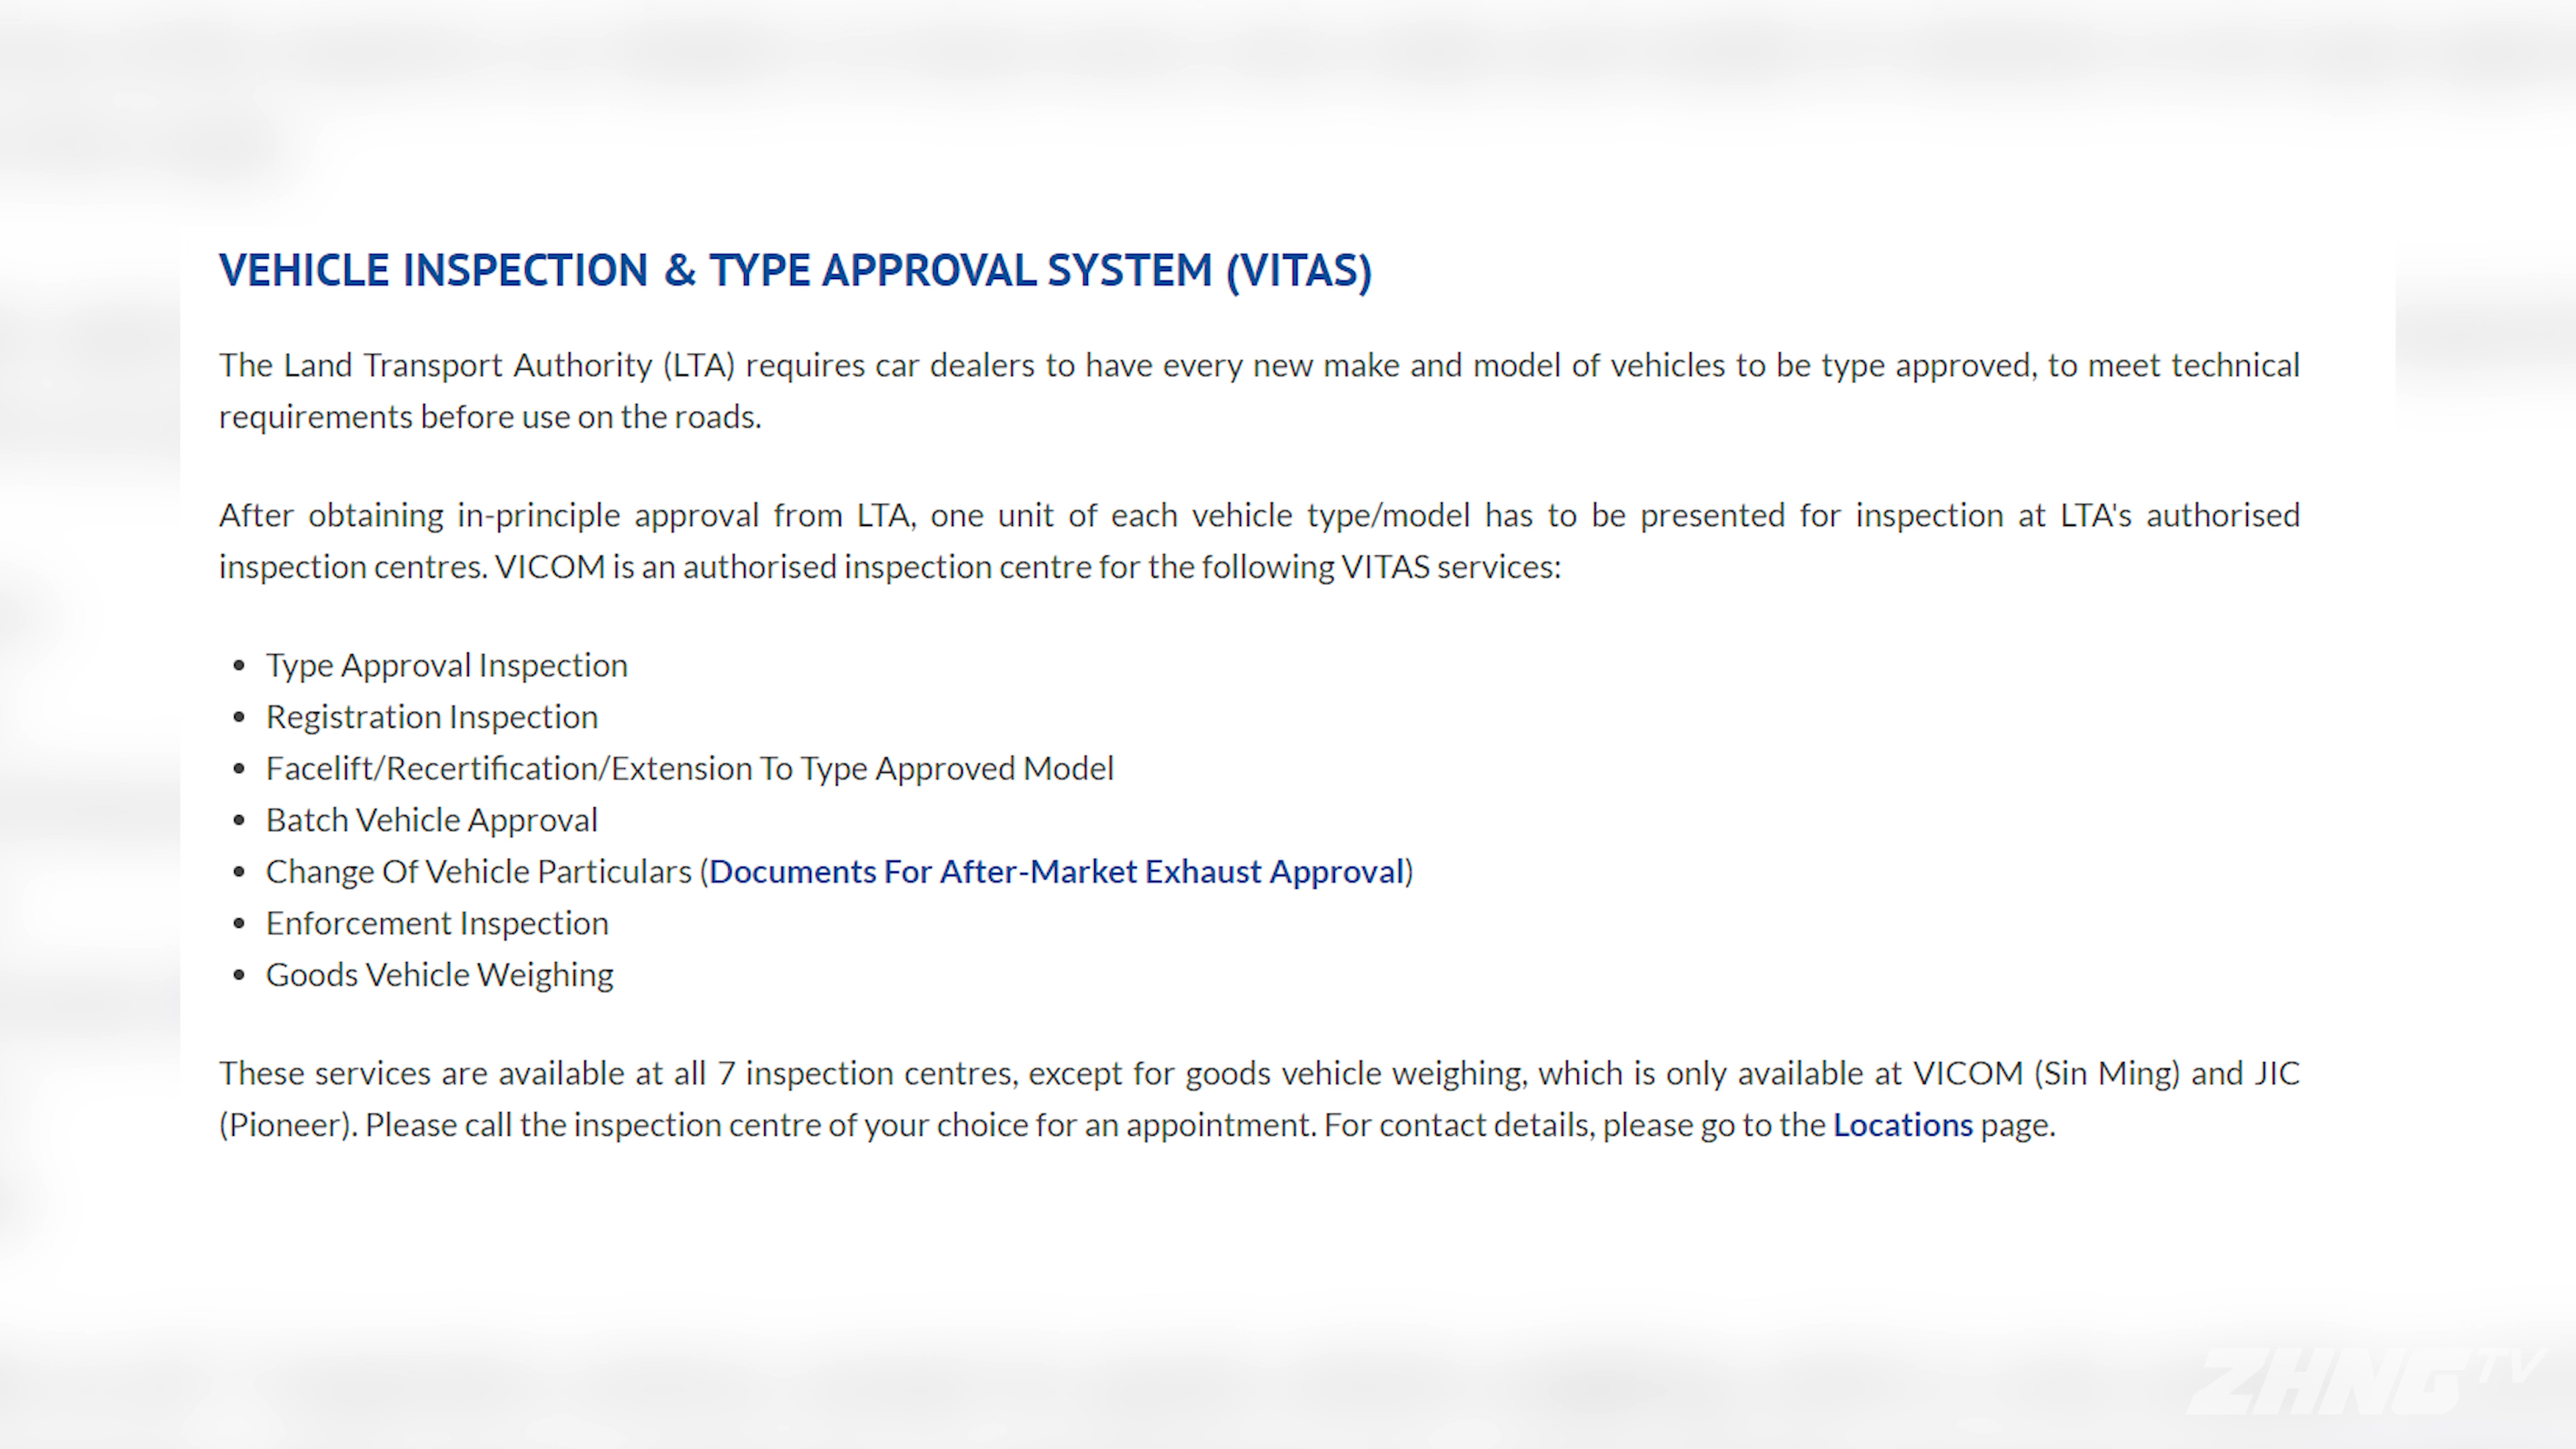 VEHICLE INSPECTION & TYPE APPROVAL SYSTEM (VITAS)
The Land Transport Authority (LTA) requires car dealers to have every new make and model of vehicles to be type approved, to meet technical
requirements before use on the roads.
After obtaining in-principle approval from LTA, one unit of each vehicle type/model has to be presented for inspection at LTA's authorised
inspection centres. VICOM is an authorised inspection centre for the following VITAS services:
• Type Approval Inspection
• Registration Inspection
• Facelift/Recertification/Extension To Type Approved Model
• Batch Vehicle Approval
• Change Of Vehicle Particulars (Documents For After-Market Exhaust Approval)
• Enforcement Inspection
• Goods Vehicle Weighing
These services are available at all 7 inspection centres, except for goods vehicle weighing, which is only available at VICOM (Sin Ming) and JIC
(Pioneer). Please call the inspection centre of your choice for an appointment. For contact details, please go to the Locations page.
ZHNG TV